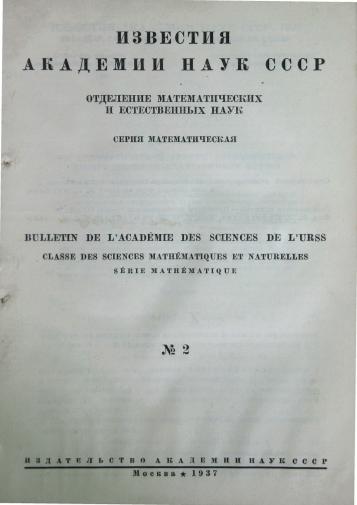 ИЗВЕСТИЯ
АКАДЕМИИ НАУК СССР
ОТДЕЛЕНИЕ МАТЕМАТИЧЕСКИХ
И ЕСТЕСТВЕННЫХ НАУК
СЕРИЯ МАТЕМАТИЧЕСКАЯ
BULLETIN DE L'ACADÉMIE DES SCIENCES DE L'URSS
CLASSE DES SCIENCES MATHÉMATIQUES ET NATURELLES
SÉRIE MATHÉMATIQUE
№ 2
ИЗДАТЕЛЬСТВО АКАДЕМИИ НАУК СССР
Москва ★ 1937